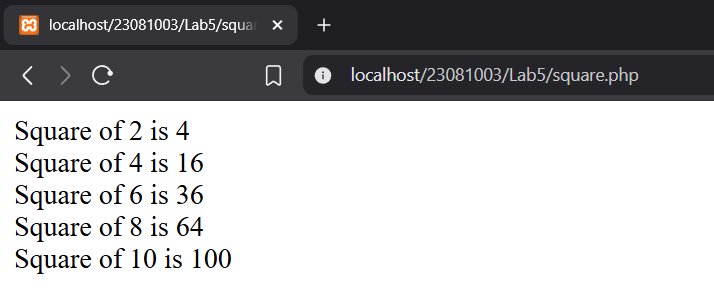 localhost/23081003/Lab5/squa
localhost/23081003/Lab5/square.php
Square of 2 is 4
Square of 4 is 16
Square of 6 is 36
Square of 8 is 64
Square of 10 is 100